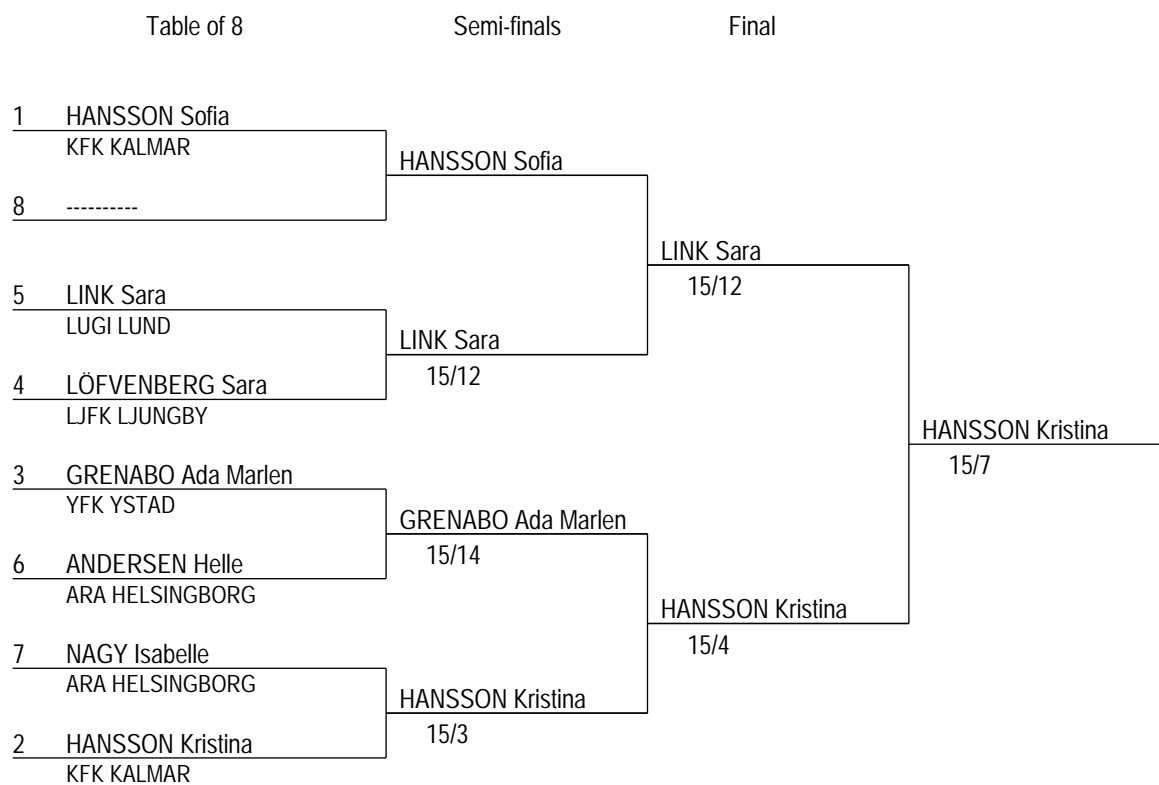 Table of 8 Semi-finals Final
1 HANSSON Sofia
KFK KALMAR
HANSSON Sofia
8 ----------
LINK Sara
15/12
5 LINK Sara
LUGI LUND
LINK Sara
15/12
4 LÖFVENBERG Sara
LJFK LJUNGBY
HANSSON Kristina
15/7
3 GRENABO Ada Marlen
YFK YSTAD
GRENABO Ada Marlen
15/14
6 ANDERSEN Helle
ARA HELSINGBORG
HANSSON Kristina
15/4
7 NAGY Isabelle
ARA HELSINGBORG
HANSSON Kristina
15/3
2 HANSSON Kristina
KFK KALMAR